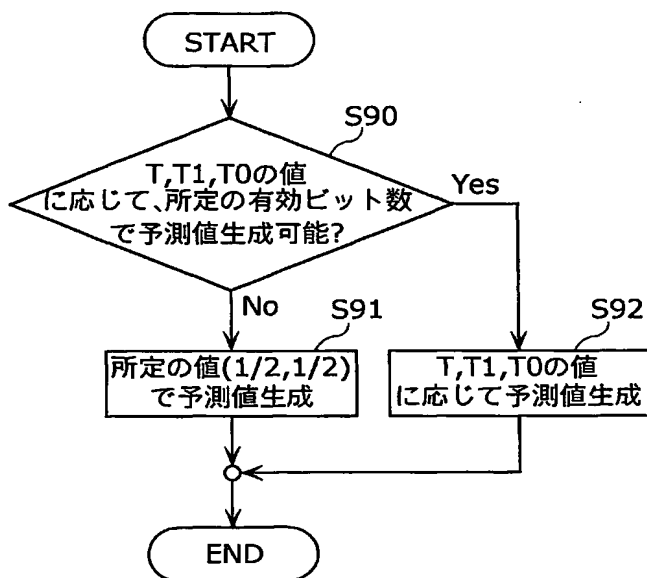 START
S90
T,T1,T0の値
に応じて、所定の有効ビット数
で予測値生成可能?
Yes
No
S91
所定の値(1/2,1/2)
で予測値生成
S92
T,T1,T0の値
に応じて予測値生成
END